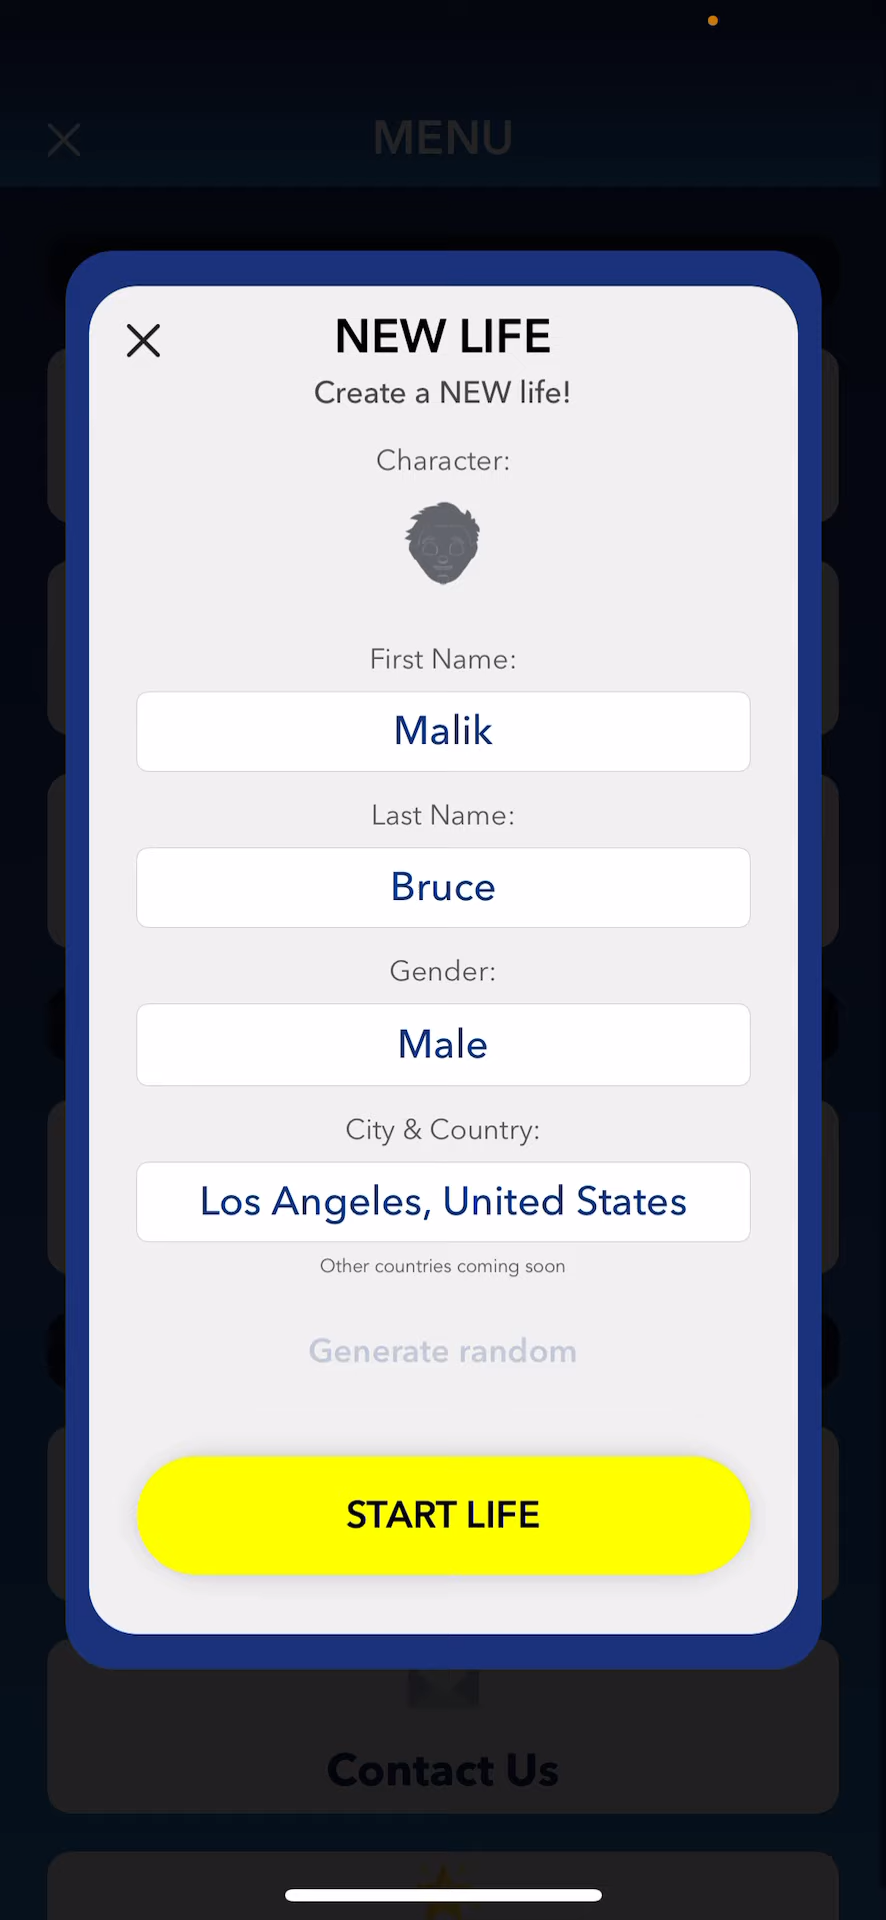 MENU
NEW LIFE
Create a NEW life!
Character:
First Name:
Malik
Last Name:
Bruce
Gender:
Male
City & Country:
Los Angeles, United States
Other countries coming soon
Generate random
START LIFE
Contact Us